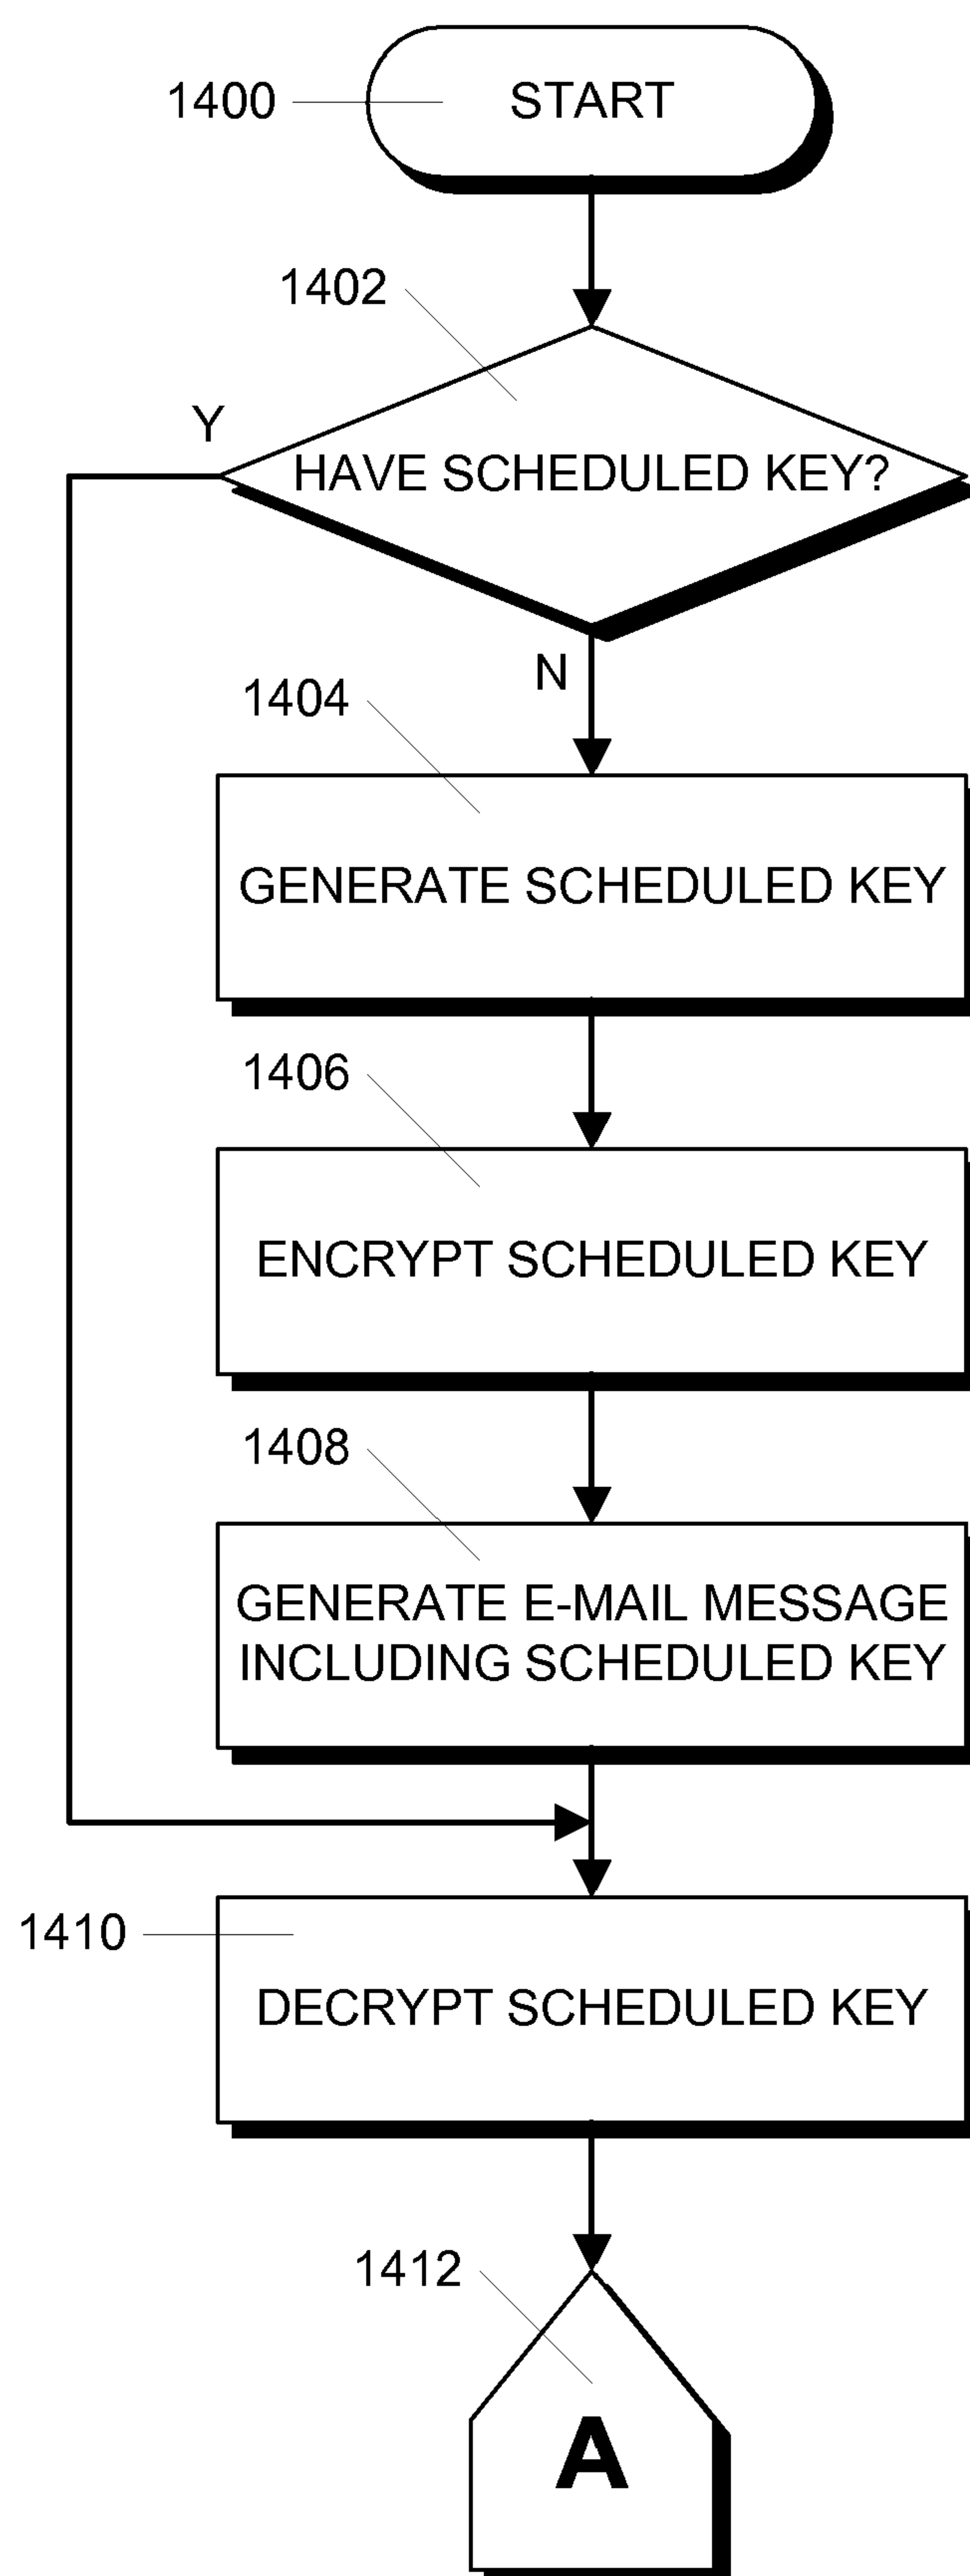 1400
START
1402
Y
HAVE SCHEDULED KEY?
N
1404
GENERATE SCHEDULED KEY
1406
ENCRYPT SCHEDULED KEY
1408
GENERATE E-MAIL MESSAGE
INCLUDING SCHEDULED KEY
1410
DECRYPT SCHEDULED KEY
1412
A